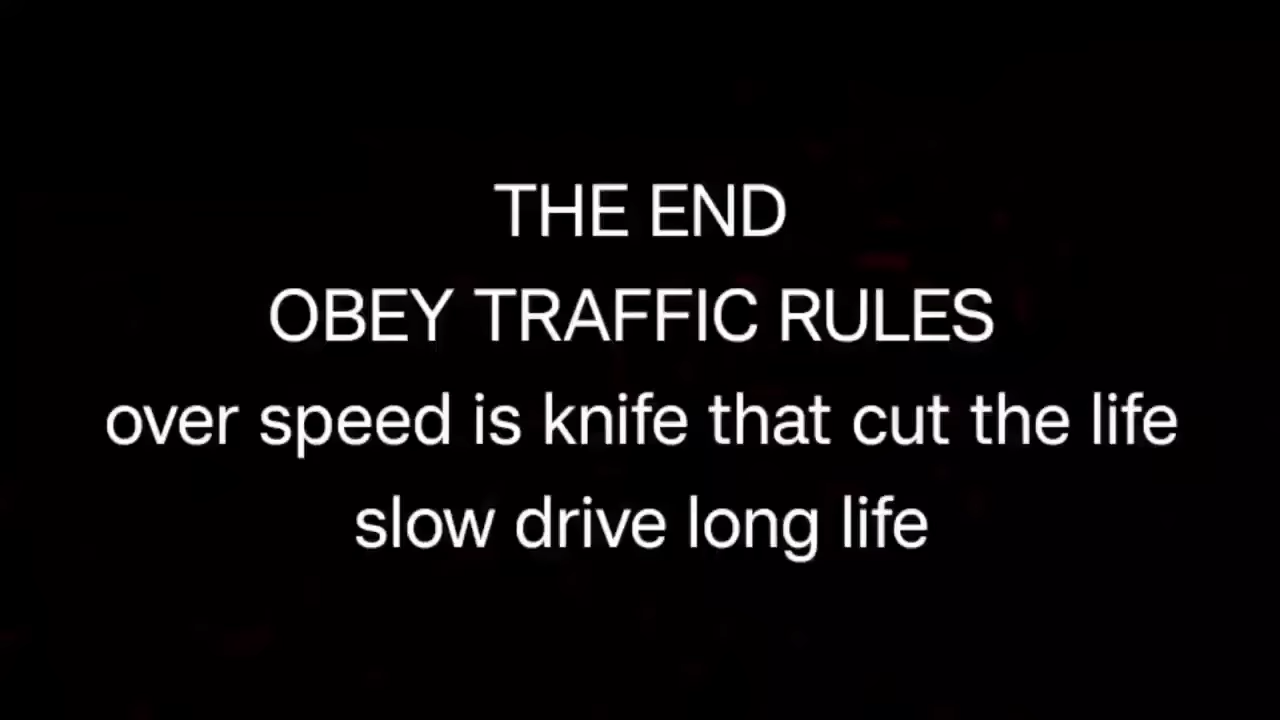 THE END
OBEY TRAFFIC RULES
over speed is knife that cut the life
slow drive long life